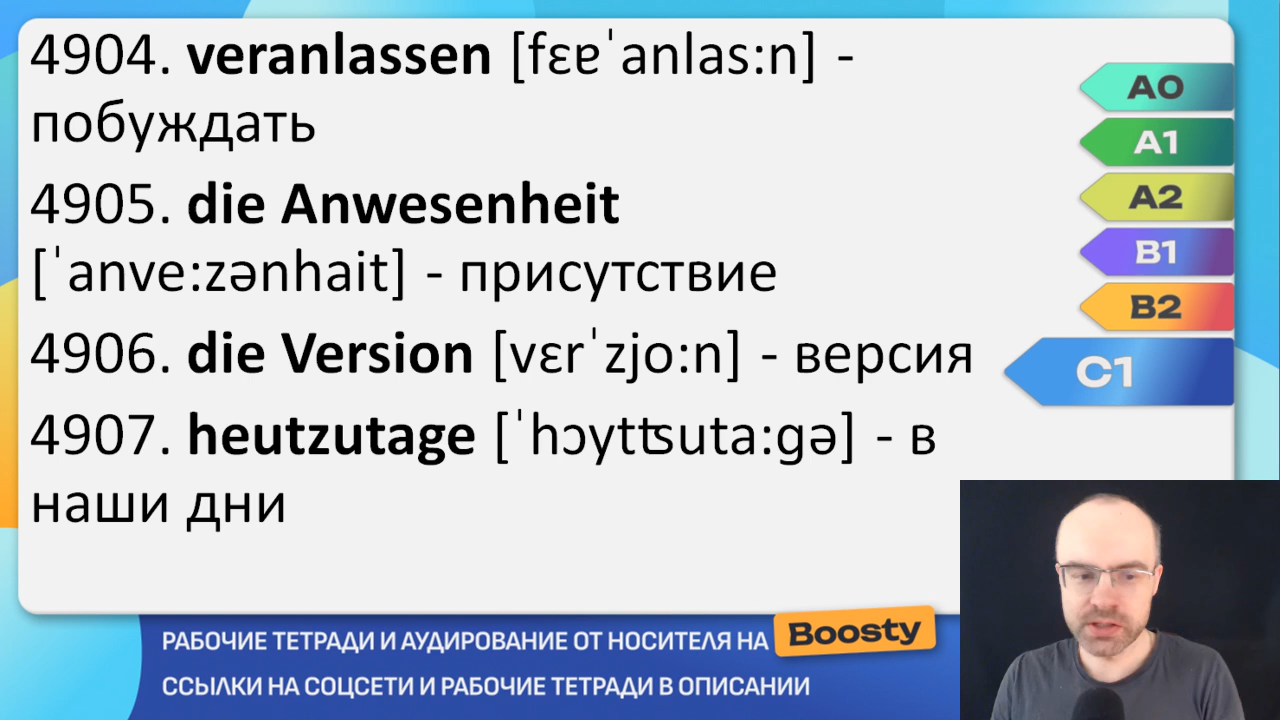 4904. veranlassen [fɛɐˈanlas:n] -
побуждать
4905. die Anwesenheit
[ˈanve:zənhait] - присутствие
4906. die Version [vɛrˈzjo:n] - версия
4907. heutzutage [ˈhɔytʦuta:gə] - в
наши дни
A0
A1
A2
B1
B2
C1
РАБОЧИЕ ТЕТРАДИ И АУДИРОВАНИЕ ОТ НОСИТЕЛЯ НА Boosty
ССЫЛКИ НА СОЦСЕТИ И РАБОЧИЕ ТЕТРАДИ В ОПИСАНИИ